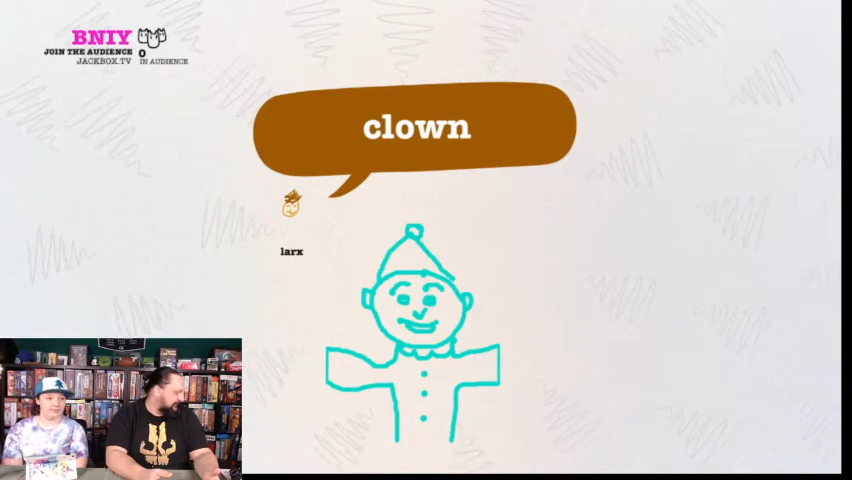 BNIY
JOIN THE AUDIENCE 0
JACKBOX.TV IN AUDIENCE
clown
larx